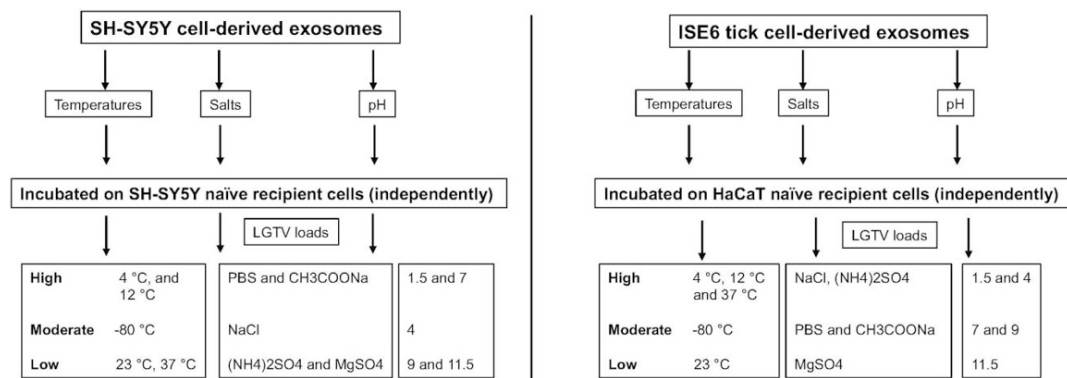 SH-SY5Y cell-derived exosomes
Temperatures
Salts
pH
Incubated on SH-SY5Y naïve recipient cells (independently)
LGTV loads
High 4 °C, and
12 °C
PBS and CH3COONa
1.5 and 7
Moderate -80 °C
NaCl
4
Low 23 °C, 37 °C
(NH4)2SO4 and MgSO4
9 and 11.5
ISE6 tick cell-derived exosomes
Temperatures
Salts
pH
Incubated on HaCaT naïve recipient cells (independently)
LGTV loads
High 4 °C, 12 °C
and 37 °C
NaCl, (NH4)2SO4
1.5 and 4
Moderate -80 °C
PBS and CH3COONa
7 and 9
Low 23 °C
MgSO4
11.5